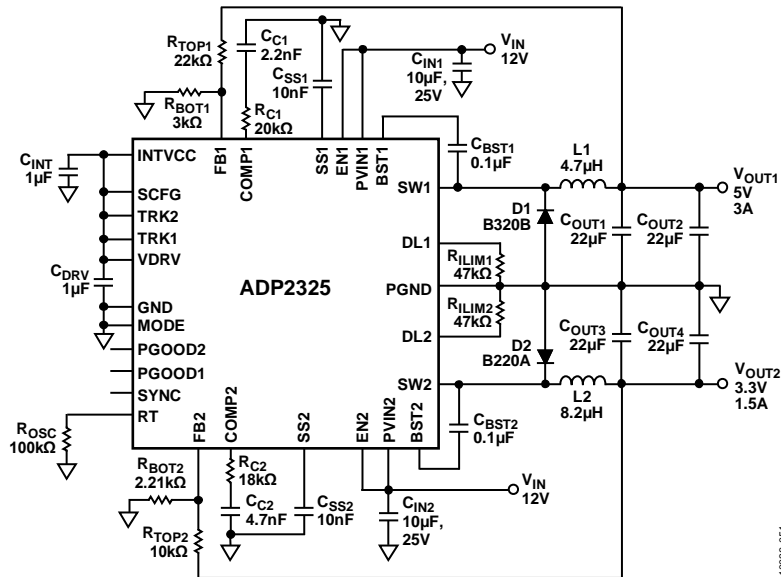 RTOP1
22kΩ
CC1
2.2nF
CSS1
10nF
CIN1
10µF,
25V
VIN
12V
RBOT1
3kΩ
RC1
20kΩ
CBST1
0.1µF
L1
4.7µH
VOUT1
5V
3A
CINT
1µF
INTVCC
SCFG
TRK2
TRK1
VDRV
GND
MODE
PGOOD2
PGOOD1
SYNC
RT
FB1
COMP1
SS1
EN1
PVIN1
BST1
SW1
DL1
PGND
DL2
SW2
ADP2325
CDRV
1µF
D1
B320B
COUT1
22µF
COUT2
22µF
RILIM1
47kΩ
RILIM2
47kΩ
D2
B220A
COUT3
22µF
COUT4
22µF
VOUT2
3.3V
1.5A
L2
8.2µH
FB2
COMP2
SS2
EN2
PVIN2
BST2
CBST2
0.1µF
ROSC
100kΩ
RBOT2
2.21kΩ
RC2
18kΩ
CC2
4.7nF
CSS2
10nF
CIN2
10µF,
25V
VIN
12V
RTOP2
10kΩ